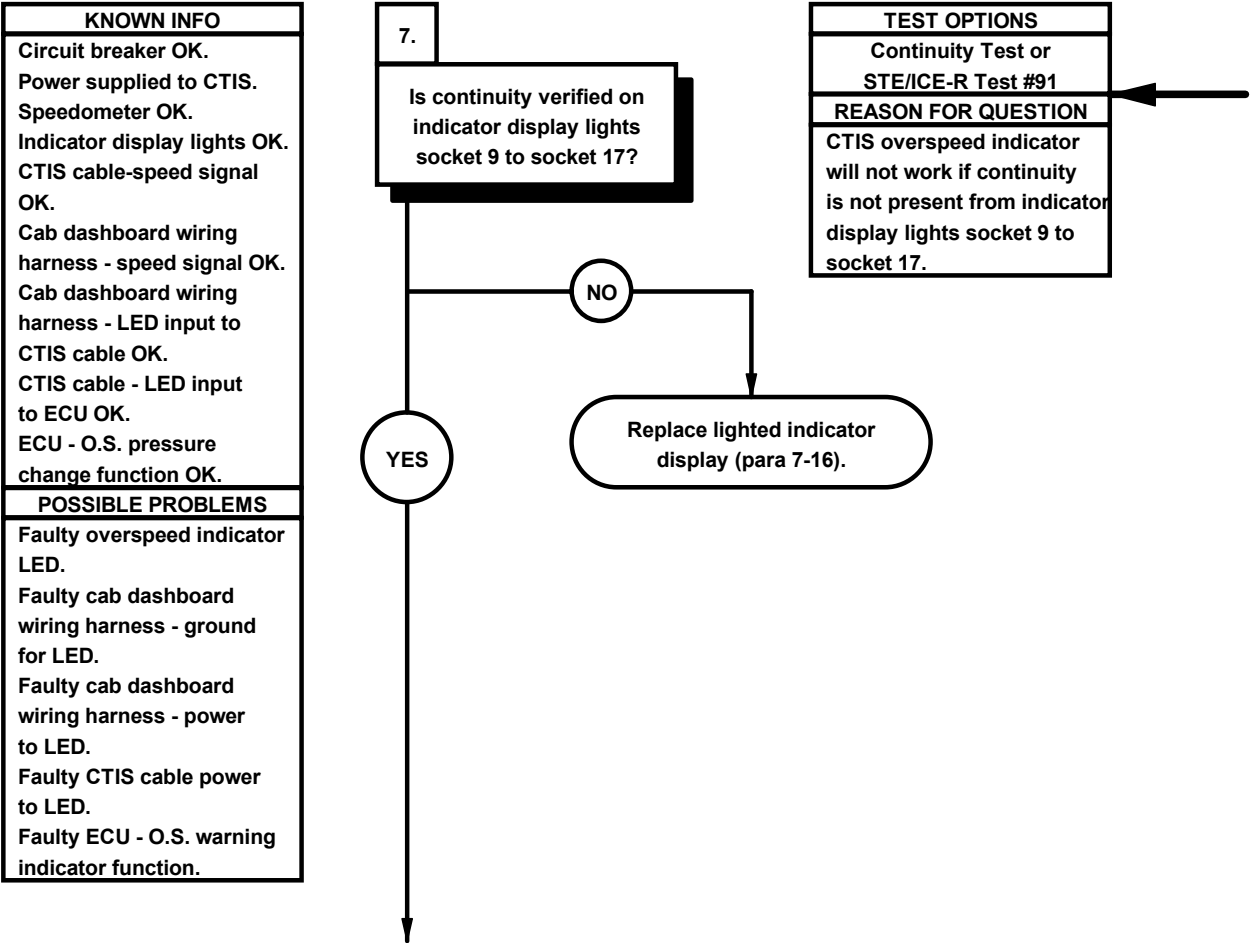 KNOWN INFO
Circuit breaker OK.
Power supplied to CTIS.
Speedometer OK.
Indicator display lights OK.
CTIS cable-speed signal
OK.
Cab dashboard wiring
harness - speed signal OK.
Cab dashboard wiring
harness - LED input to
CTIS cable OK.
CTIS cable - LED input
to ECU OK.
ECU - O.S. pressure
change function OK.
POSSIBLE PROBLEMS
Faulty overspeed indicator
LED.
Faulty cab dashboard
wiring harness - ground
for LED.
Faulty cab dashboard
wiring harness - power
to LED.
Faulty CTIS cable power
to LED.
Faulty ECU - O.S. warning
indicator function.
7.
Is continuity verified on
indicator display lights
socket 9 to socket 17?
NO
YES
Replace lighted indicator
display (para 7-16).
TEST OPTIONS
Continuity Test or
STE/ICE-R Test #91
REASON FOR QUESTION
CTIS overspeed indicator
will not work if continuity
is not present from indicator
display lights socket 9 to
socket 17.